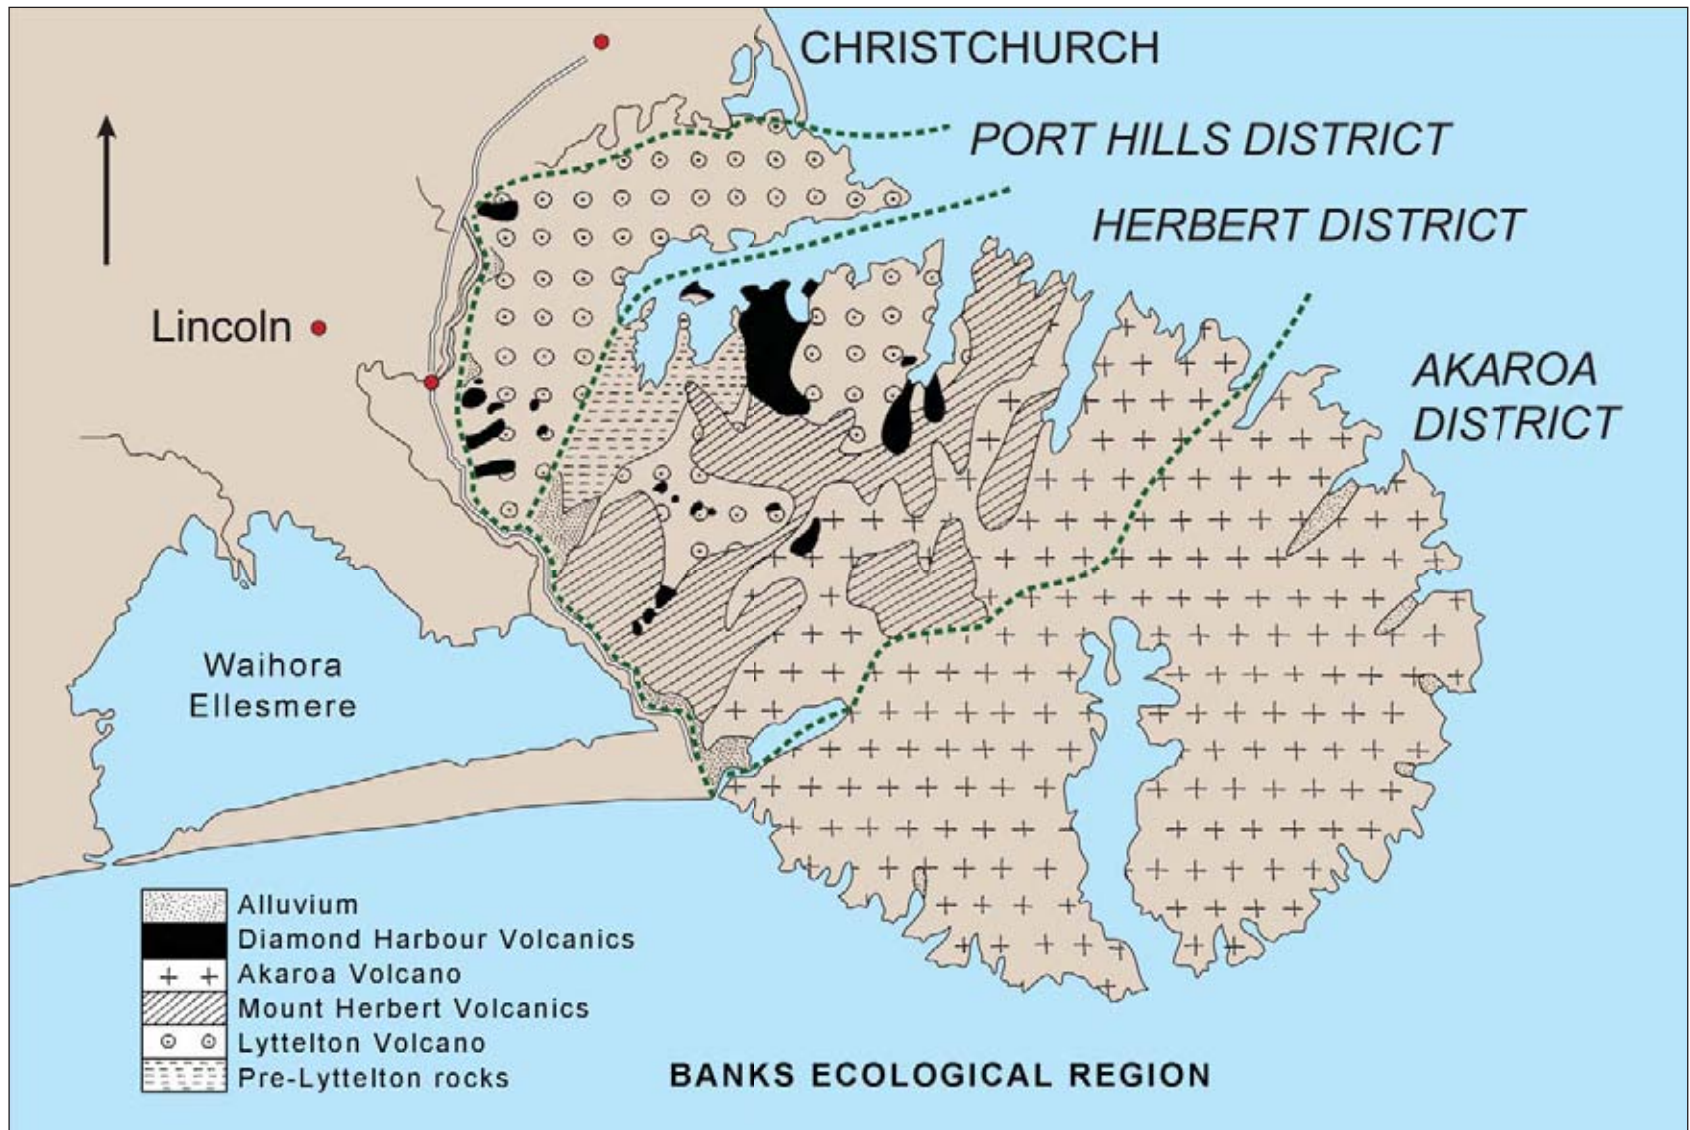 CHRISTCHURCH
PORT HILLS DISTRICT
HERBERT DISTRICT
Lincoln
AKAROA
DISTRICT
Waihora
Ellesmere
Alluvium
Diamond Harbour Volcanics
Akaroa Volcano
Mount Herbert Volcanics
Lyttelton Volcano
Pre-Lyttelton rocks
BANKS ECOLOGICAL REGION